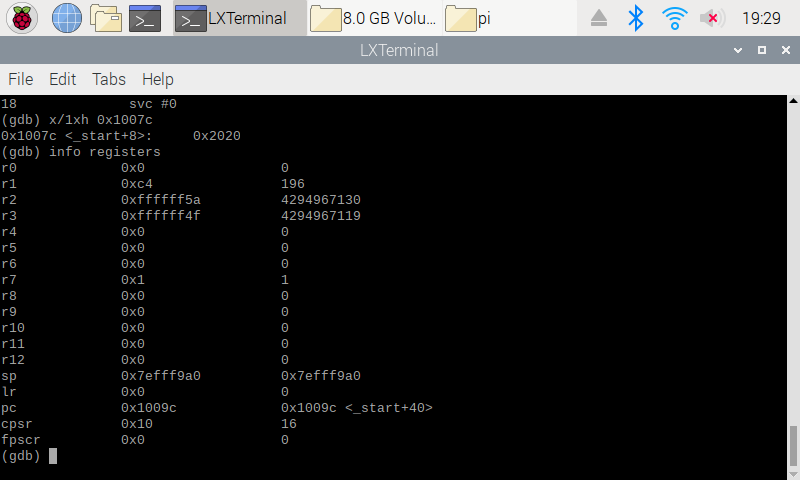 LXTerminal 8.0 GB Volu... pi 19:29
LXTerminal
File Edit Tabs Help
18 svc #0
(gdb) x/1xh 0x1007c
0x1007c <_start+8>: 0x2020
(gdb) info registers
r0 0x0 0
r1 0xc4 196
r2 0xffffff5a 4294967130
r3 0xffffff4f 4294967119
r4 0x0 0
r5 0x0 0
r6 0x0 0
r7 0x1 1
r8 0x0 0
r9 0x0 0
r10 0x0 0
r11 0x0 0
r12 0x0 0
sp 0x7efff9a0 0x7efff9a0
lr 0x0 0
pc 0x1009c 0x1009c <_start+40>
cpsr 0x10 16
fpscr 0x0 0
(gdb)